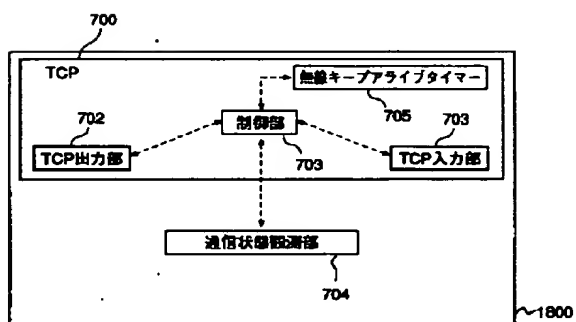 700
TCP
無線キープアライブタイマー
705
702
制御部
703
703
TCP出力部
TCP入力部
通信状態観測部
704
1800